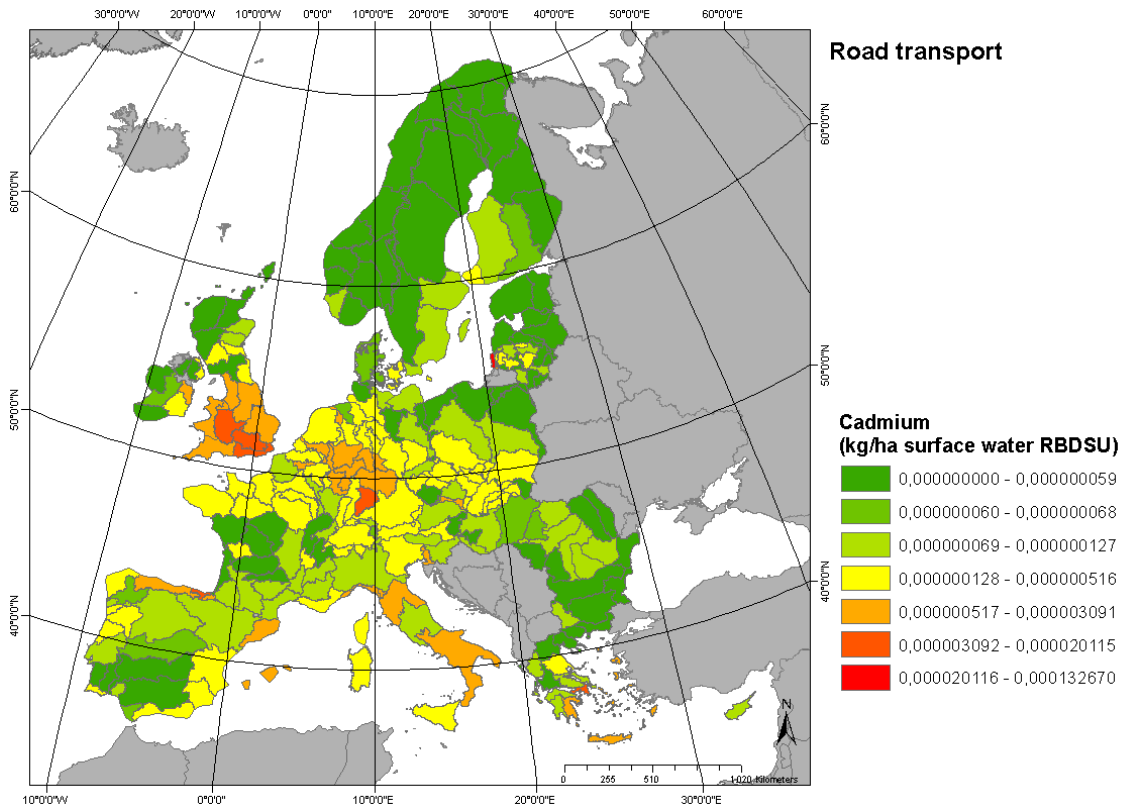 30°0'0"W 20°0'0"W 10°0'0"W 0°0'0" 10°0'0"E 20°0'0"E 30°0'0"E 40°0'0"E 50°0'0"E 60°0'0"E
Road transport
60°0'0"N
60°0'0"N
50°0'0"N
50°0'0"N
40°0'0"N
40°0'0"N
Cadmium
(kg/ha surface water RBDSU)
0,000000000 - 0,000000059
0,000000060 - 0,000000068
0,000000069 - 0,000000127
0,000000128 - 0,000000516
0,000000517 - 0,000003091
0,000003092 - 0,000020115
0,000020116 - 0,000132670
N
0 255 510 1 020 Kilometers
10°0'0"W 0°0'0" 10°0'0"E 20°0'0"E 30°0'0"E